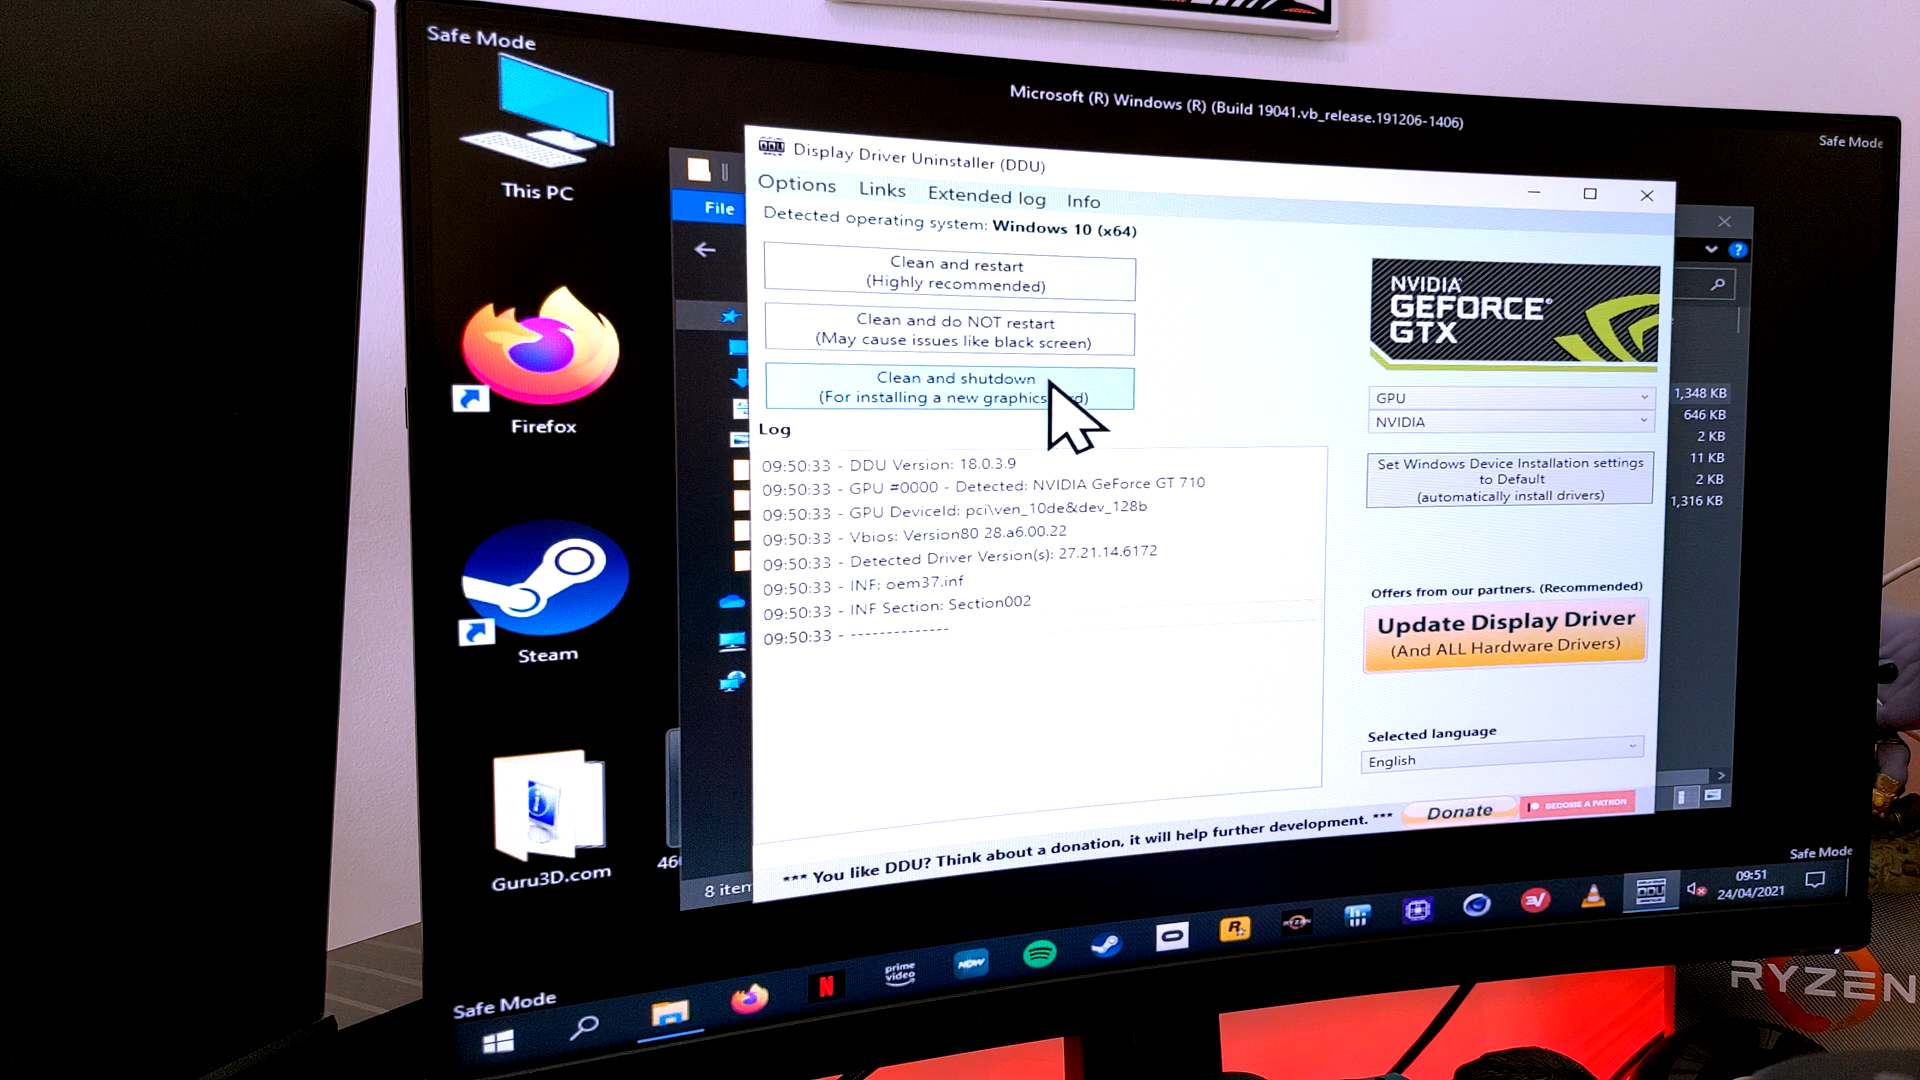 Safe Mode
Microsoft (R) Windows (R) (Build 19041.vb_release.191206-1406)
Safe Mode
This PC
Firefox
Steam
Guru3D.com
File
Display Driver Uninstaller (DDU)
Options Links Extended log Info
Detected operating system: Windows 10 (x64)
Clean and restart
(Highly recommended)
Clean and do NOT restart
(May cause issues like black screen)
Clean and shutdown
(For installing a new graphics
Log
09:50:33 - DDU Version: 18.0.3.9
09:50:33 - GPU #0000 - Detected: NVIDIA GeForce GT 710
09:50:33 - GPU DeviceId: pci\ven_10de&dev_128b
09:50:33 - Vbios: Version80 28.a6.00.22
09:50:33 - Detected Driver Version(s): 27.21.14.6172
09:50:33 - INF: oem37.inf
09:50:33 - INF Section: Section002
09:50:33 - --------------
NVIDIA
GEFORCE®
GTX
GPU
NVIDIA
Set Windows Device Installation settings
to Default
(automatically install drivers)
Offers from our partners. (Recommended)
Update Display Driver
(And ALL Hardware Drivers)
Selected language
English
*** You like DDU? Think about a donation, it will help further development. ***
Donate
BECOME A PATRON
1,348 KB
646 KB
2 KB
11 KB
2 KB
1,316 KB
8 item
Safe Mode
Safe Mode
N
prime
video
NOW
R
RYZEN
DDU
09:51
24/04/2021
RYZEN